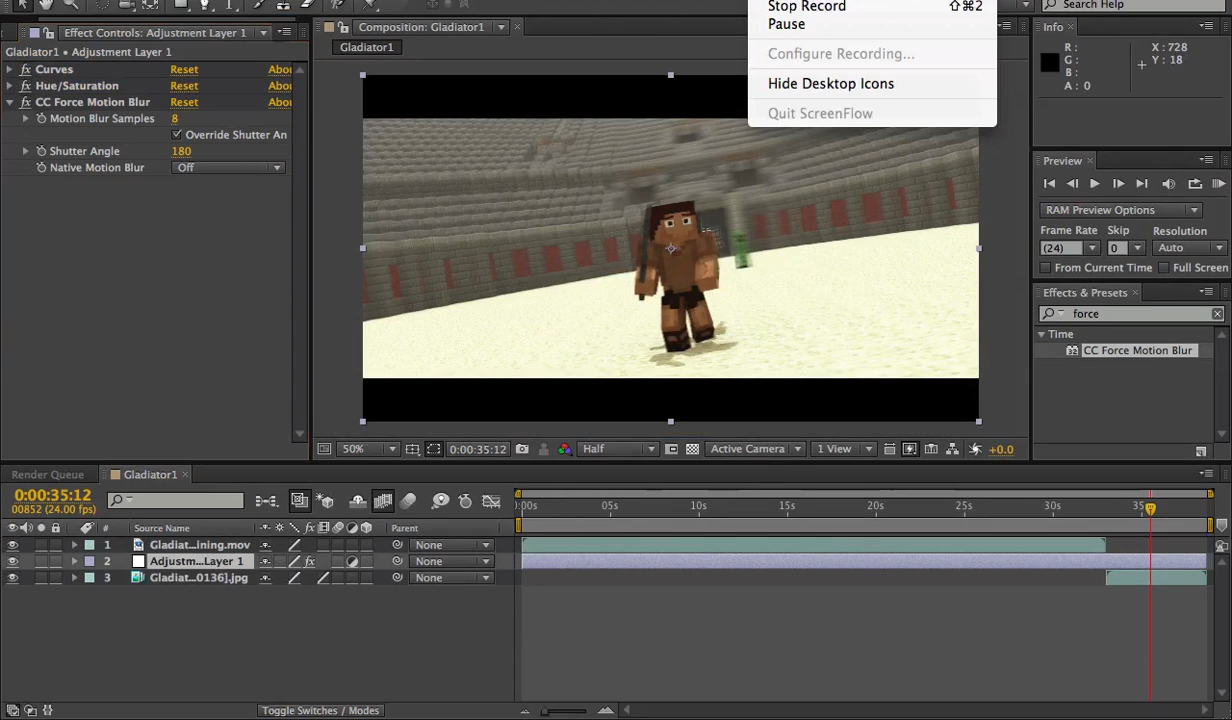 Stop Record ⇧⌘2
Pause
Configure Recording...
Hide Desktop Icons
Quit ScreenFlow
Search Help
Effect Controls: Adjustment Layer 1
Gladiator1 • Adjustment Layer 1
Curves Reset Abou
Hue/Saturation Reset Abou
CC Force Motion Blur Reset Abou
Motion Blur Samples 8
Override Shutter An
Shutter Angle 180
Native Motion Blur Off
Composition: Gladiator1
Gladiator1
50% 0:00:35:12 Half Active Camera 1 View +0.0
Info
R: X: 728
G: Y: 18
B:
A: 0
Preview
RAM Preview Options
Frame Rate Skip Resolution
(24) 0 Auto
From Current Time Full Screen
Effects & Presets
force
Time
32 CC Force Motion Blur
Render Queue Gladiator1
0:00:35:12
00852 (24.00 fps)
# Source Name fx Parent
:00s 05s 10s 15s 20s 25s 30s 35
1 Gladiat...ining.mov None
2 Adjustm...Layer 1 fx None
3 Gladiat...0136].jpg None
Toggle Switches / Modes